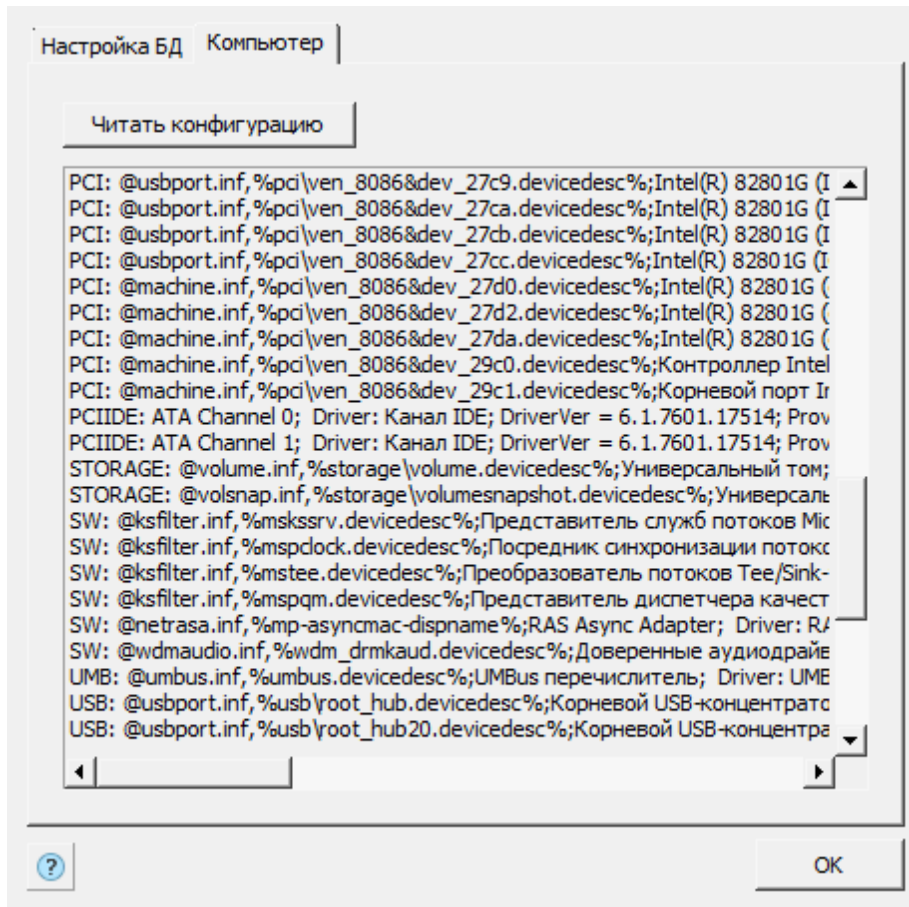 Настройка БД
Компьютер
Читать конфигурацию
PCI: @usbport.inf,%pci\ven_8086&dev_27c9.devicedesc%;Intel(R) 82801G (I
PCI: @usbport.inf,%pci\ven_8086&dev_27ca.devicedesc%;Intel(R) 82801G (I
PCI: @usbport.inf,%pci\ven_8086&dev_27cb.devicedesc%;Intel(R) 82801G (I
PCI: @usbport.inf,%pci\ven_8086&dev_27cc.devicedesc%;Intel(R) 82801G (I
PCI: @machine.inf,%pci\ven_8086&dev_27d0.devicedesc%;Intel(R) 82801G (
PCI: @machine.inf,%pci\ven_8086&dev_27d2.devicedesc%;Intel(R) 82801G (
PCI: @machine.inf,%pci\ven_8086&dev_27da.devicedesc%;Intel(R) 82801G (
PCI: @machine.inf,%pci\ven_8086&dev_29c0.devicedesc%;Контроллер Intel
PCI: @machine.inf,%pci\ven_8086&dev_29c1.devicedesc%;Корневой порт Ir
PCIIDE: ATA Channel 0;  Driver: Канал IDE; DriverVer = 6.1.7601.17514; Prov
PCIIDE: ATA Channel 1;  Driver: Канал IDE; DriverVer = 6.1.7601.17514; Prov
STORAGE: @volume.inf,%storage\volume.devicedesc%;Универсальный том;
STORAGE: @volsnap.inf,%storage\volumesnapshot.devicedesc%;Универсаль
SW: @ksfilter.inf,%mskssrv.devicedesc%;Представитель служб потоков Mic
SW: @ksfilter.inf,%mspclock.devicedesc%;Посредник синхронизации потокс
SW: @ksfilter.inf,%mstee.devicedesc%;Преобразователь потоков Tee/Sink-
SW: @ksfilter.inf,%mspqm.devicedesc%;Представитель диспетчера качест
SW: @netrasa.inf,%mp-asyncmac-dispname%;RAS Async Adapter;  Driver: RA
SW: @wdmaudio.inf,%wdm_drmkaud.devicedesc%;Доверенные аудиодрайв
UMB: @umbus.inf,%umbus.devicedesc%;UMBus перечислитель;  Driver: UMB
USB: @usbport.inf,%usb\root_hub.devicedesc%;Корневой USB-концентратс
USB: @usbport.inf,%usb\root_hub20.devicedesc%;Корневой USB-концентра
?
ОК